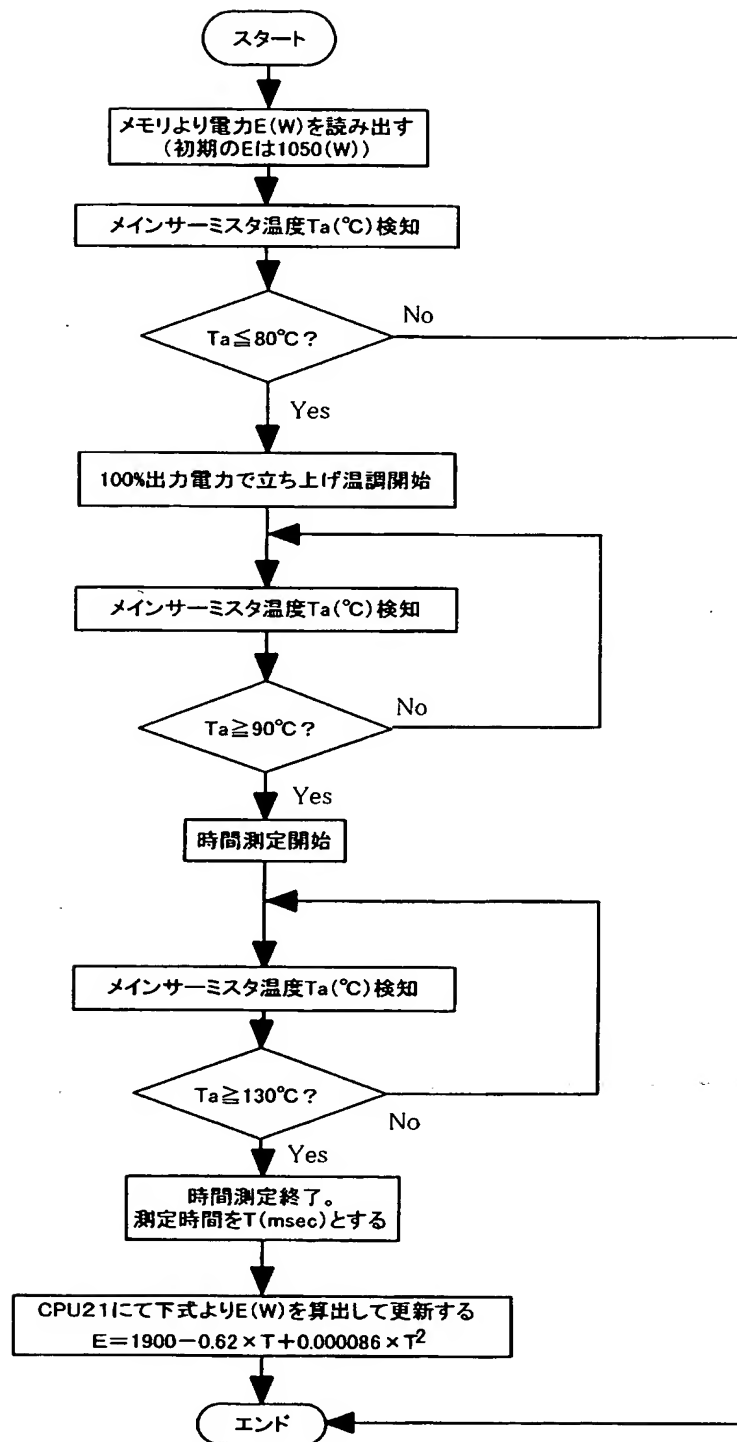 スタート
メモリより電力E(W)を読み出す
(初期のEは1050(W))
メインサーミスタ温度Ta(℃)検知
Ta≦80℃?
No
Yes
100%出力電力で立ち上げ温調開始
メインサーミスタ温度Ta(℃)検知
Ta≧90℃?
No
Yes
時間測定開始
メインサーミスタ温度Ta(℃)検知
Ta≧130℃?
No
Yes
時間測定終了。
測定時間をT(msec)とする
CPU21にて下式よりE(W)を算出して更新する
E=1900-0.62×T+0.000086×T²
エンド